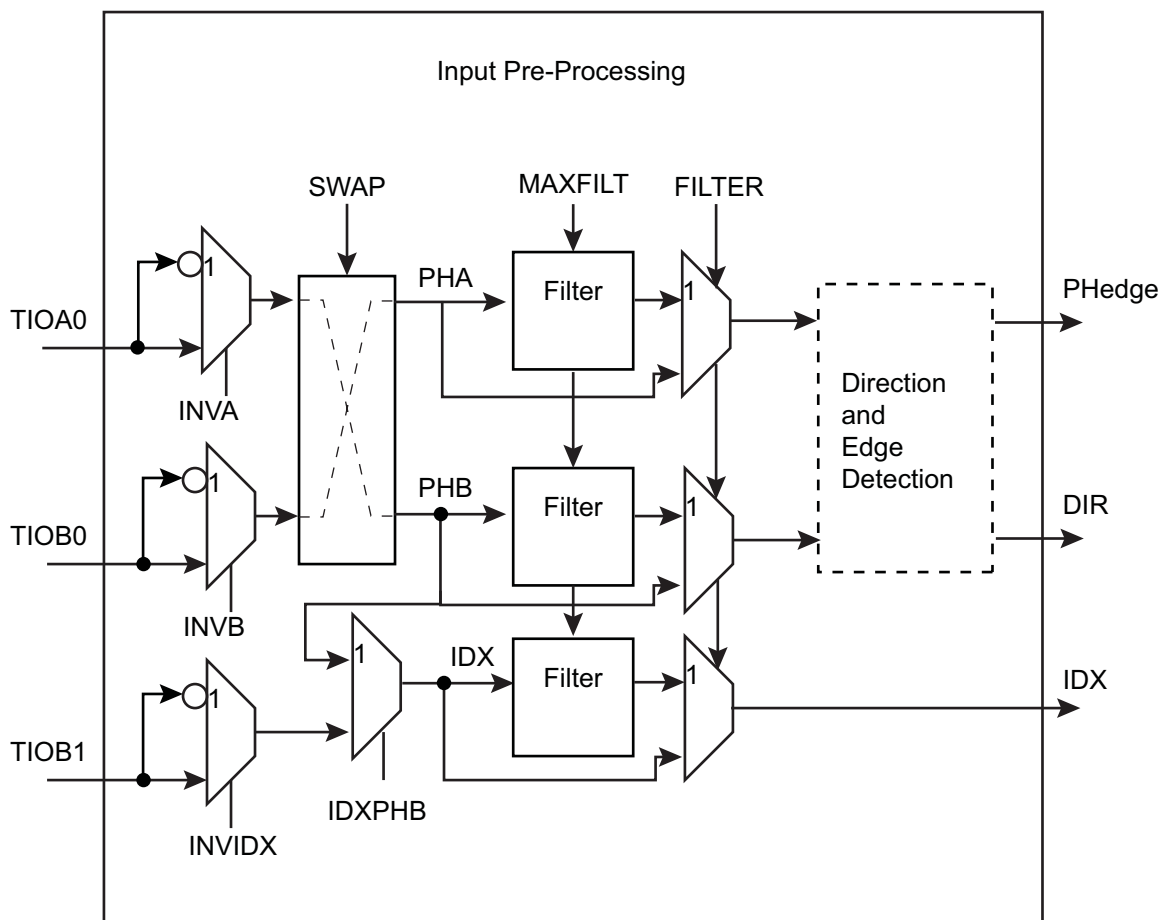 Input Pre-Processing
SWAP
MAXFILT
FILTER
1
PHA
Filter
1
PHedge
TIOA0
Direction
and
Edge
Detection
INVA
1
PHB
Filter
1
DIR
TIOB0
INVB
1
IDX
Filter
1
IDX
1
TIOB1
IDXPHB
INVIDX